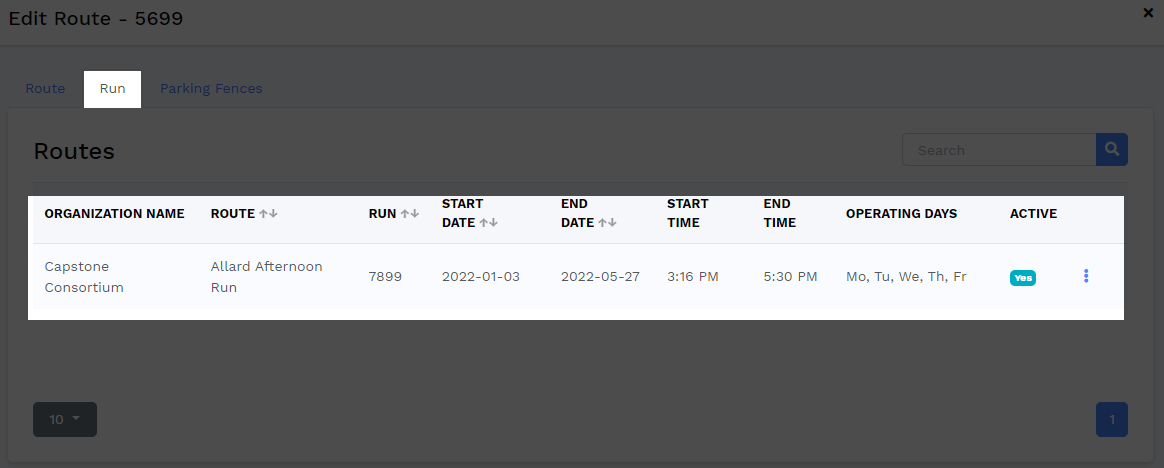 Edit Route - 5699
×
Route Run Parking Fences
Routes
Search
ORGANIZATION NAME ROUTE ↑↓ RUN ↑↓ START DATE ↑↓ END DATE ↑↓ START TIME END TIME OPERATING DAYS ACTIVE
Capstone Consortium Allard Afternoon Run 7899 2022-01-03 2022-05-27 3:16 PM 5:30 PM Mo, Tu, We, Th, Fr Yes
10
1